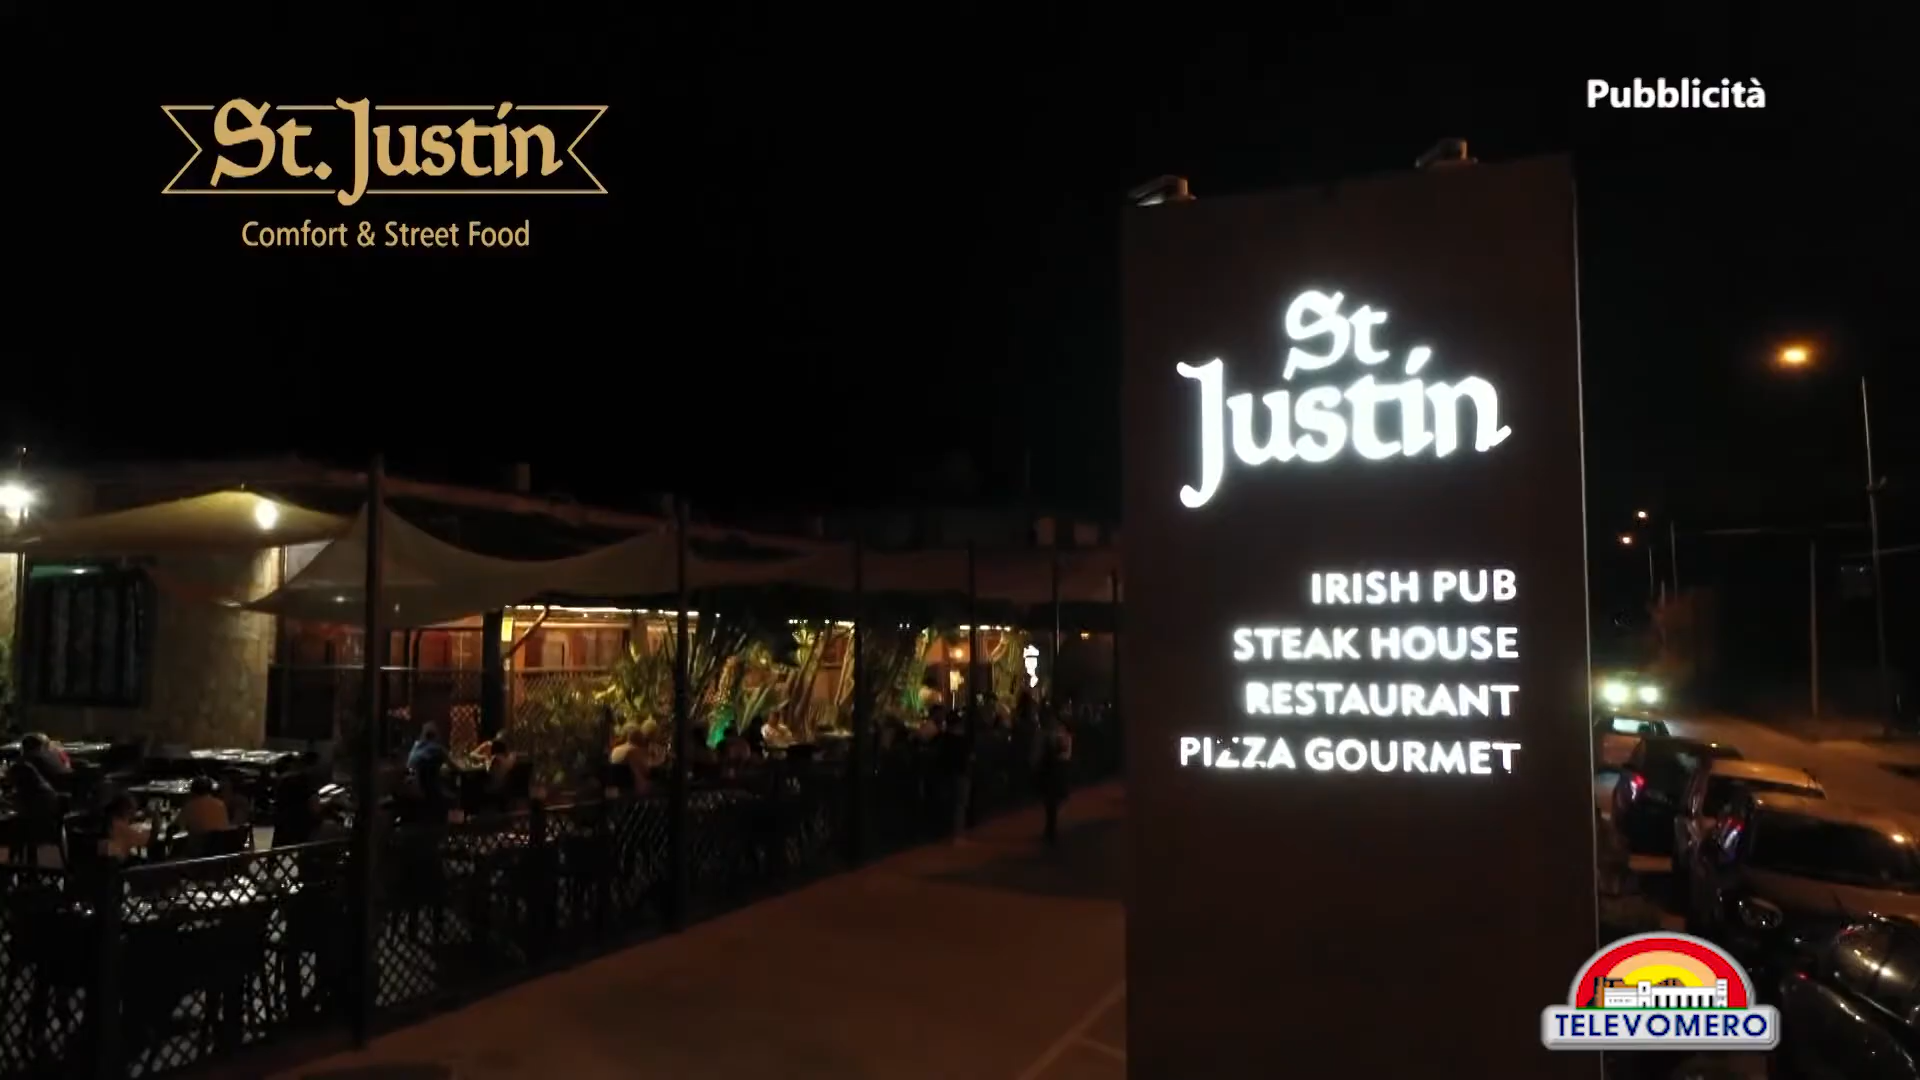 St. Justin
Comfort & Street Food
Pubblicità
St
Justin
IRISH PUB
STEAK HOUSE
RESTAURANT
PIZZA GOURMET
TELEVOMERO